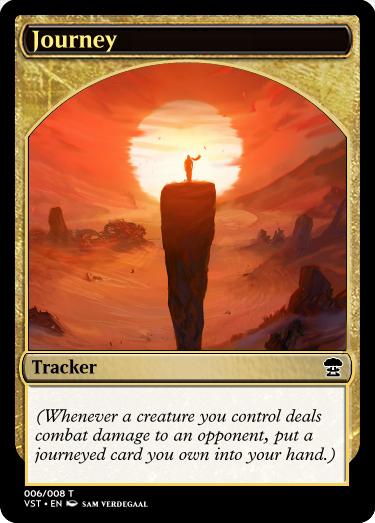 Journey
Tracker
(Whenever a creature you control deals
combat damage to an opponent, put a
journeyed card you own into your hand.)
006/008 T
VST • EN SAM VERDEGAAL